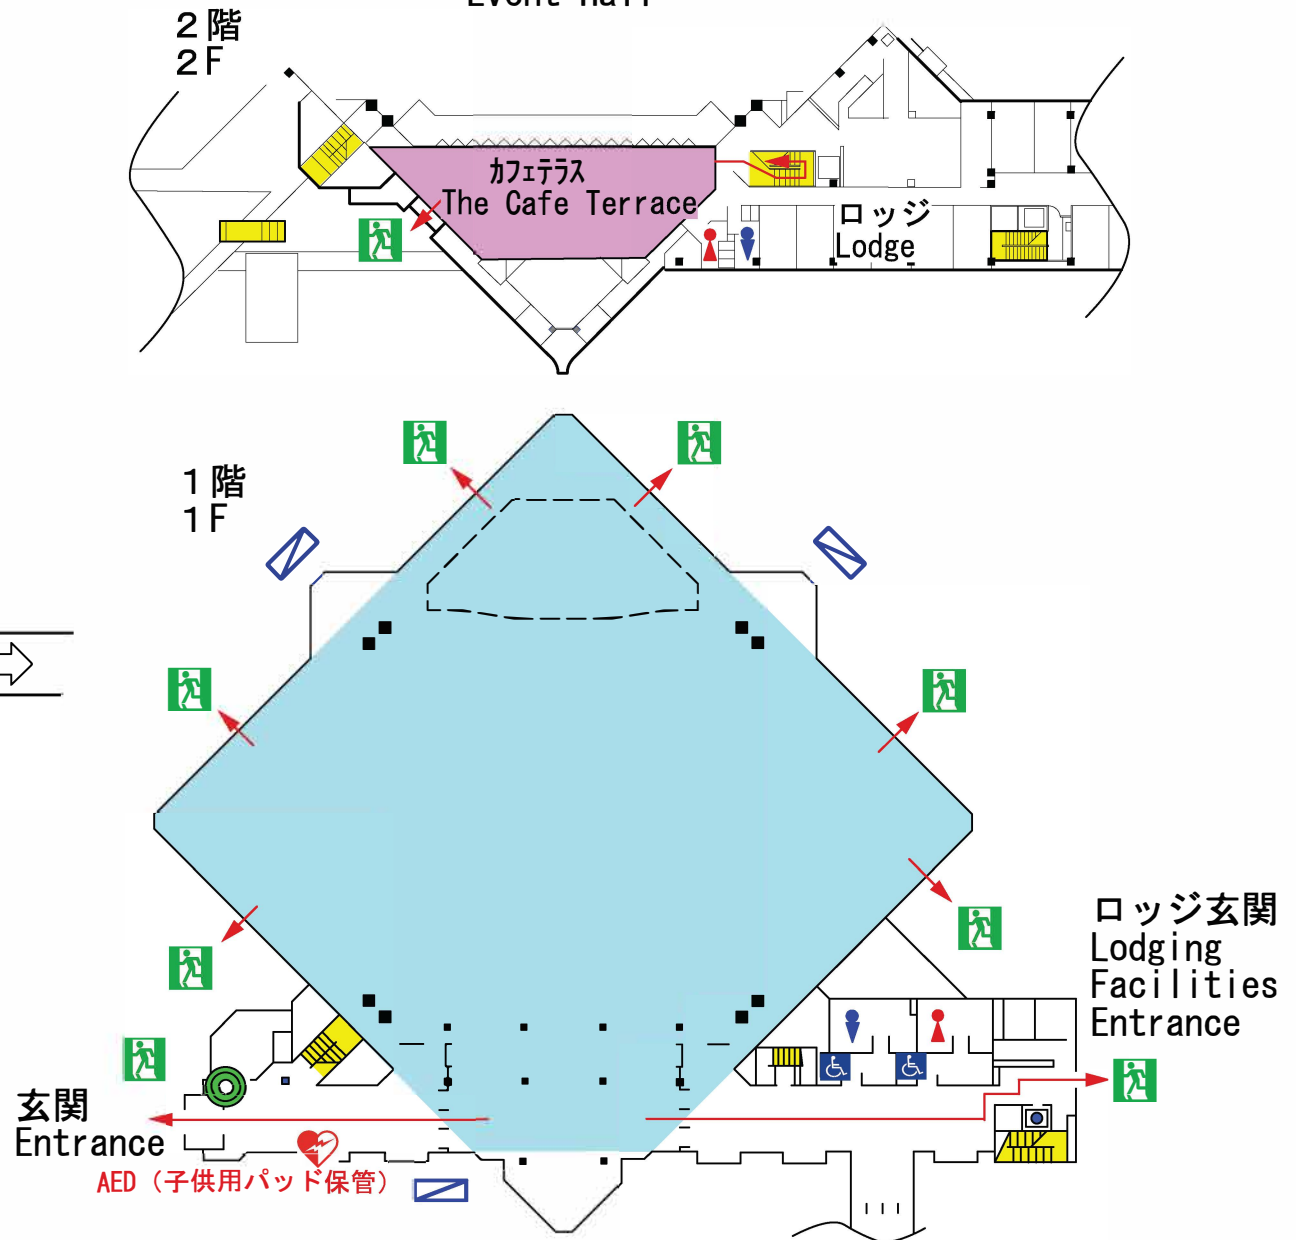 Event Hall
２階
２F
カフェテラス
The Cafe Terrace
ロッジ
Lodge
１階
１F
ロッジ玄関
Lodging
Facilities
Entrance
玄関
Entrance
AED（子供用パッド保管）